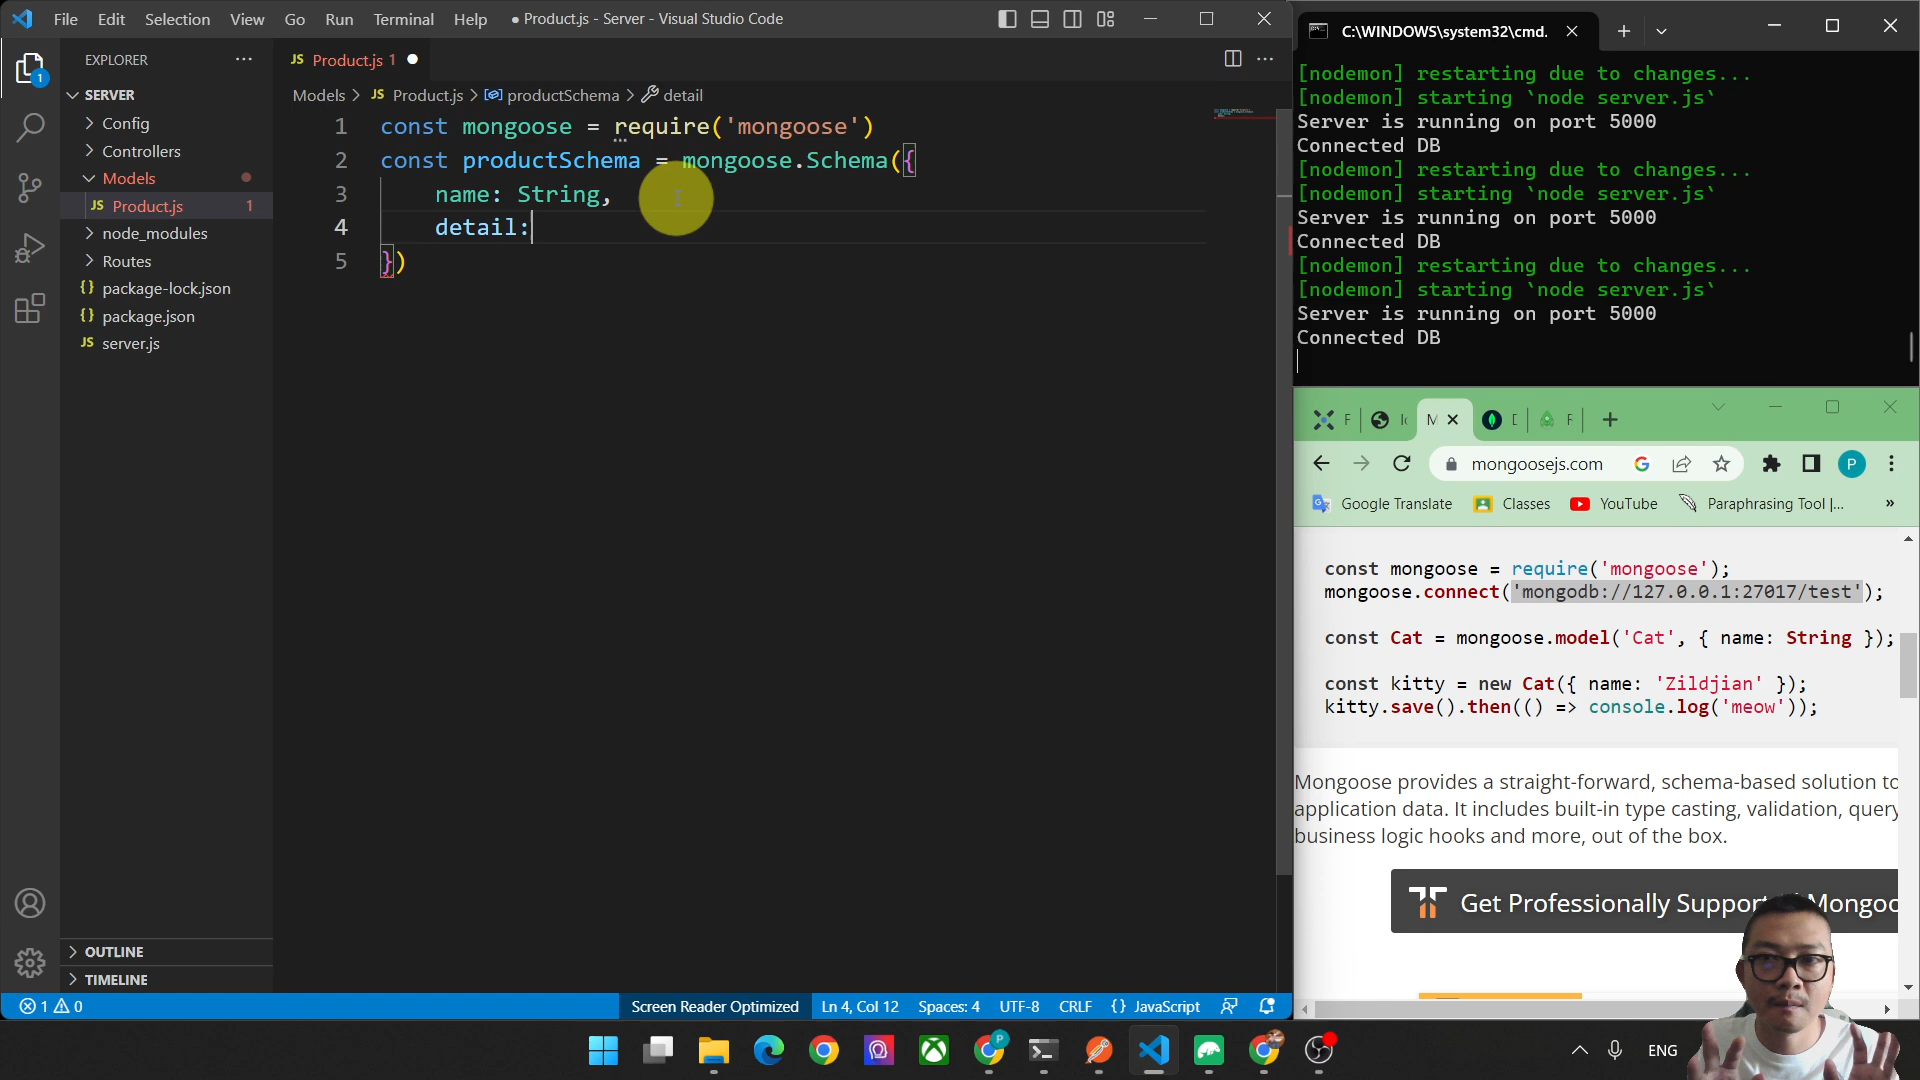 File Edit Selection View Go Run Terminal Help
● Product.js - Server - Visual Studio Code
EXPLORER
SERVER
Config
Controllers
Models
JS Product.js 1
node_modules
Routes
{} package-lock.json
{} package.json
JS server.js
OUTLINE
TIMELINE
JS Product.js 1
Models > JS Product.js > productSchema > detail
1 const mongoose = require('mongoose')
2 const productSchema = mongoose.Schema({
3 name: String,
4 detail:
5 })
1 0
Screen Reader Optimized Ln 4, Col 12 Spaces: 4 UTF-8 CRLF {} JavaScript
C:\WINDOWS\system32\cmd.
[nodemon] restarting due to changes...
[nodemon] starting `node server.js`
Server is running on port 5000
Connected DB
[nodemon] restarting due to changes...
[nodemon] starting `node server.js`
Server is running on port 5000
Connected DB
[nodemon] restarting due to changes...
[nodemon] starting `node server.js`
Server is running on port 5000
Connected DB
mongoosejs.com
P
Google Translate Classes YouTube Paraphrasing Tool |... »
const mongoose = require('mongoose');
mongoose.connect('mongodb://127.0.0.1:27017/test');
const Cat = mongoose.model('Cat', { name: String });
const kitty = new Cat({ name: 'Zildjian' });
kitty.save().then(() => console.log('meow'));
Mongoose provides a straight-forward, schema-based solution to
application data. It includes built-in type casting, validation, query
business logic hooks and more, out of the box.
Get Professionally Support
ENG